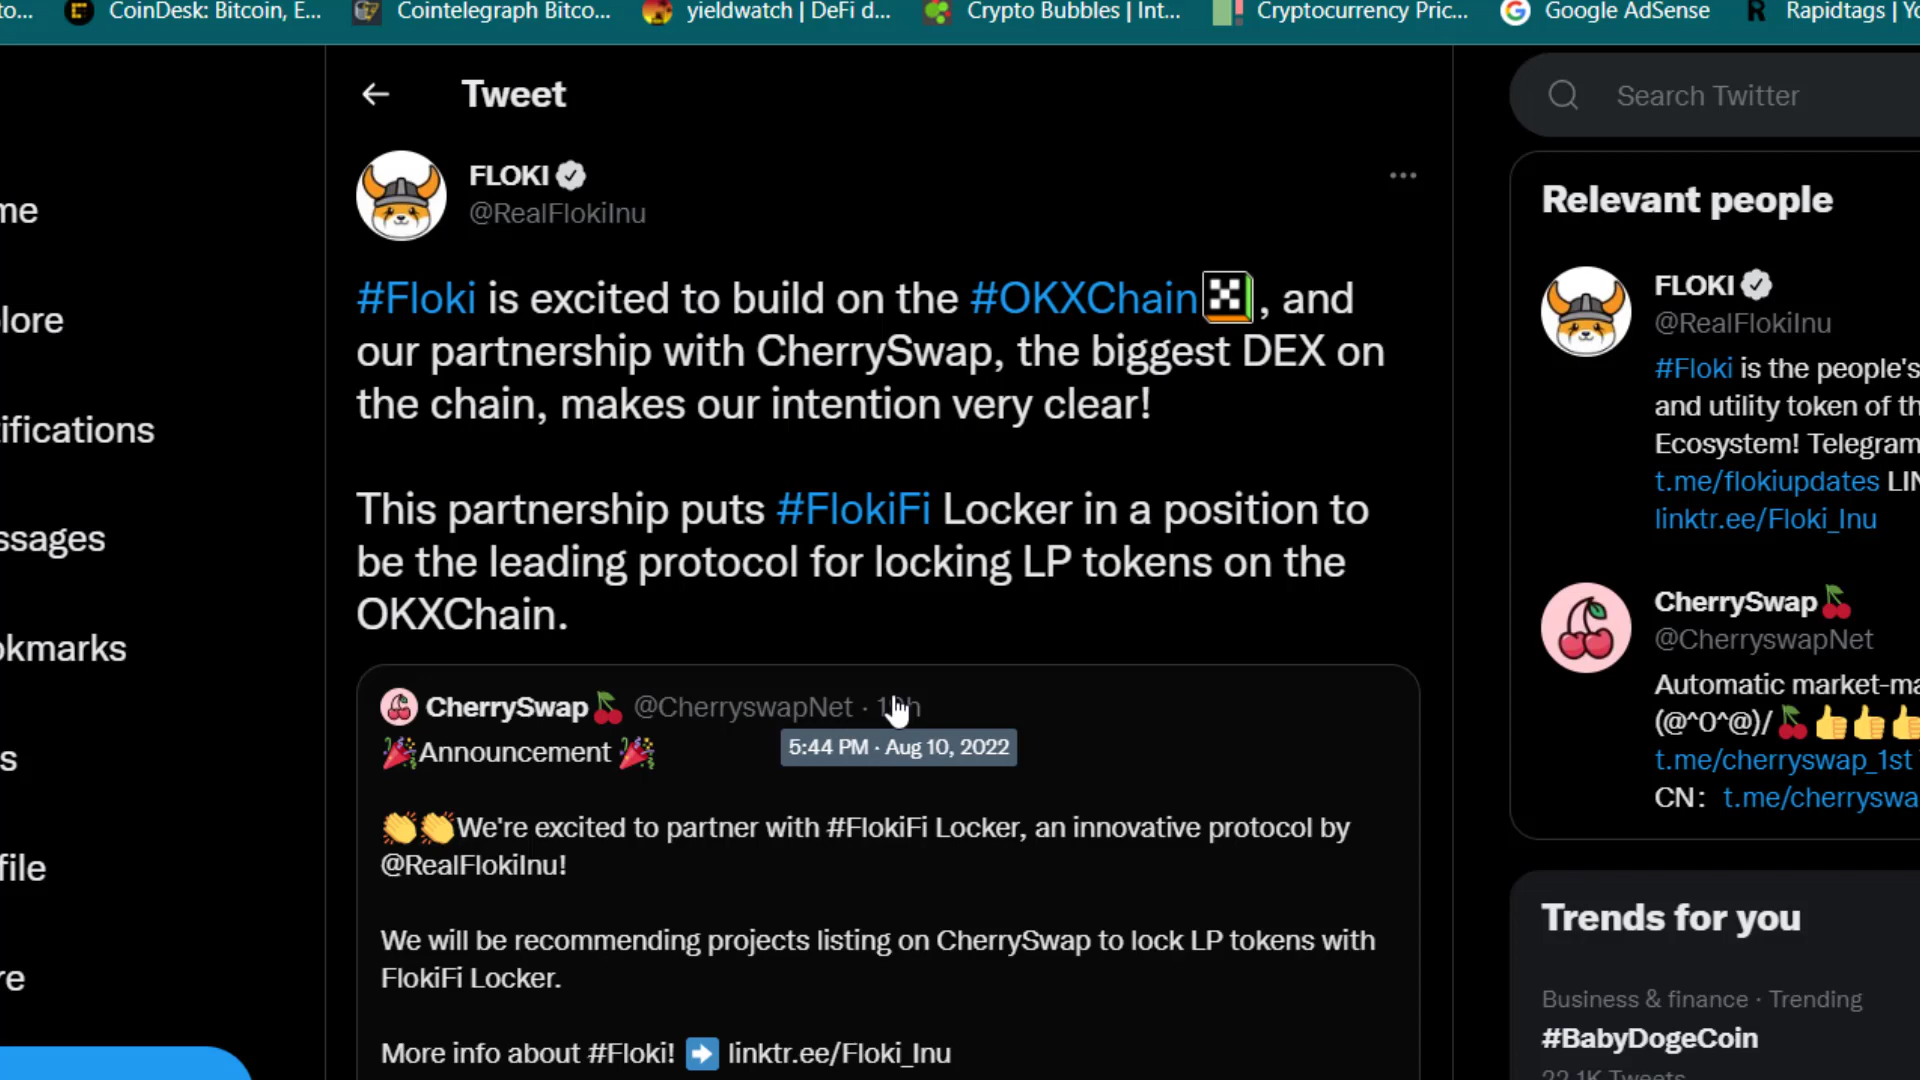 to...
CoinDesk: Bitcoin, E...
Cointelegraph Bitco...
yieldwatch | DeFi d...
Crypto Bubbles | Int...
Cryptocurrency Pric...
Google AdSense
Rapidtags | Yo
me
lore
ifications
ssages
okmarks
s
file
re
Tweet
FLOKI
@RealFlokiInu
#Floki is excited to build on the #OKXChain, and
our partnership with CherrySwap, the biggest DEX on
the chain, makes our intention very clear!
This partnership puts #FlokiFi Locker in a position to
be the leading protocol for locking LP tokens on the
OKXChain.
CherrySwap🍒 @CherryswapNet ·
5:44 PM · Aug 10, 2022
🎉Announcement 🎉
👏👏We're excited to partner with #FlokiFi Locker, an innovative protocol by
@RealFlokiInu!
We will be recommending projects listing on CherrySwap to lock LP tokens with
FlokiFi Locker.
More info about #Floki! ➡️ linktr.ee/Floki_Inu
Search Twitter
Relevant people
FLOKI
@RealFlokiInu
#Floki is the people's
and utility token of th
Ecosystem! Telegram
t.me/flokiupdates LIN
linktr.ee/Floki_Inu
CherrySwap🍒
@CherryswapNet
Automatic market-ma
(@^O^@)/🍒👍👍👍
t.me/cherryswap_1st
CN: t.me/cherryswa
Trends for you
Business & finance · Trending
#BabyDogeCoin
22.1K Tweets